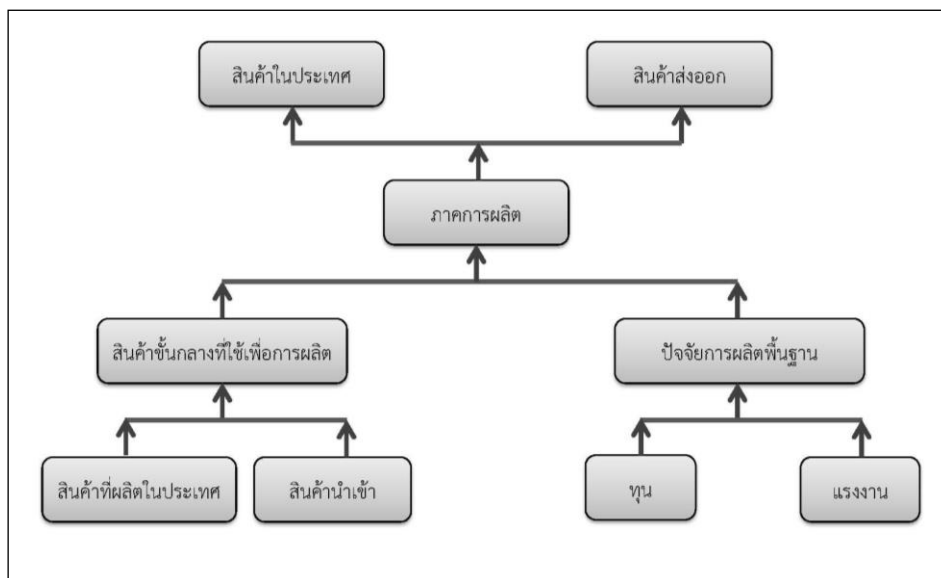 สินค้าในประเทศ
สินค้าส่งออก
ภาคการผลิต
สินค้าขั้นกลางที่ใช้เพื่อการผลิต
ปัจจัยการผลิตพื้นฐาน
สินค้าที่ผลิตในประเทศ
สินค้านำเข้า
ทุน
แรงงาน